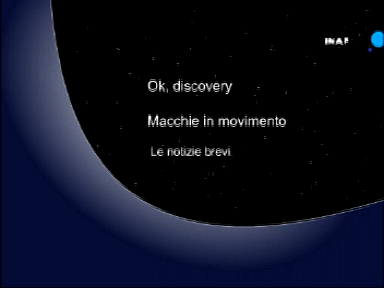 INAF
Ok, discovery
Macchie in movimento
Le notizie brevi